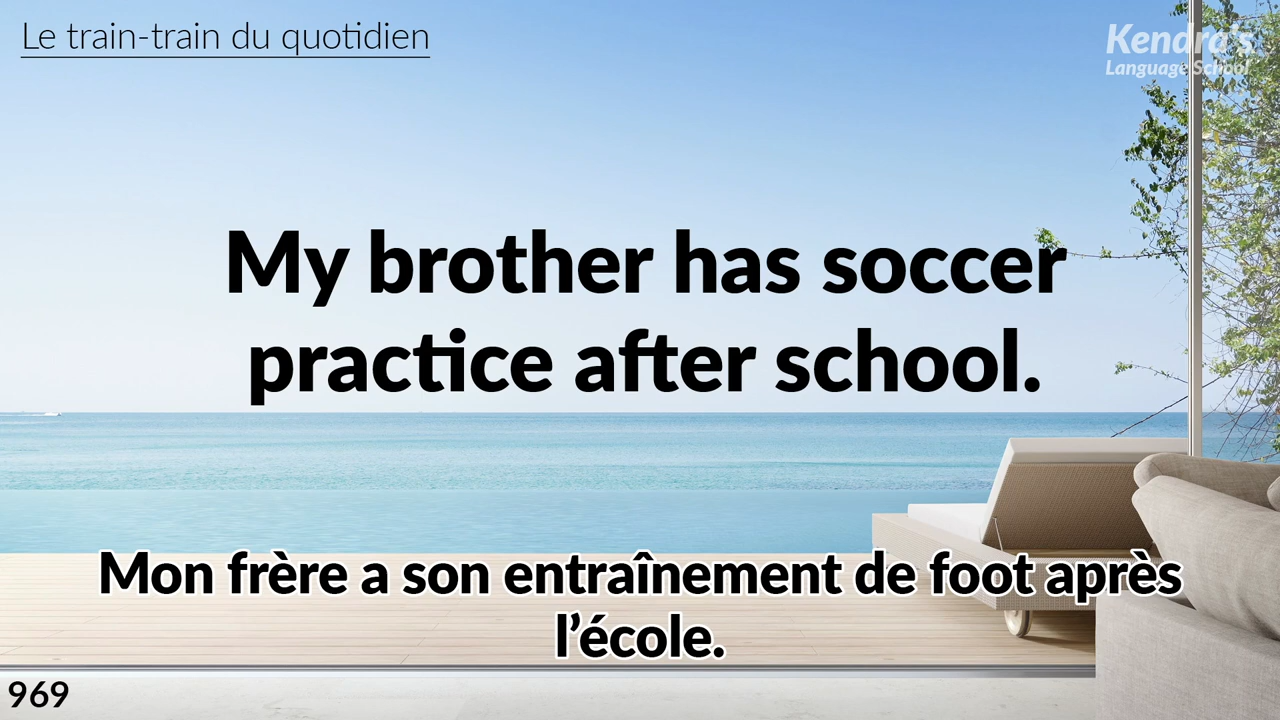 Le train-train du quotidien
Kendra's
Language School
My brother has soccer
practice after school.
Mon frère a son entraînement de foot après
l’école.
969